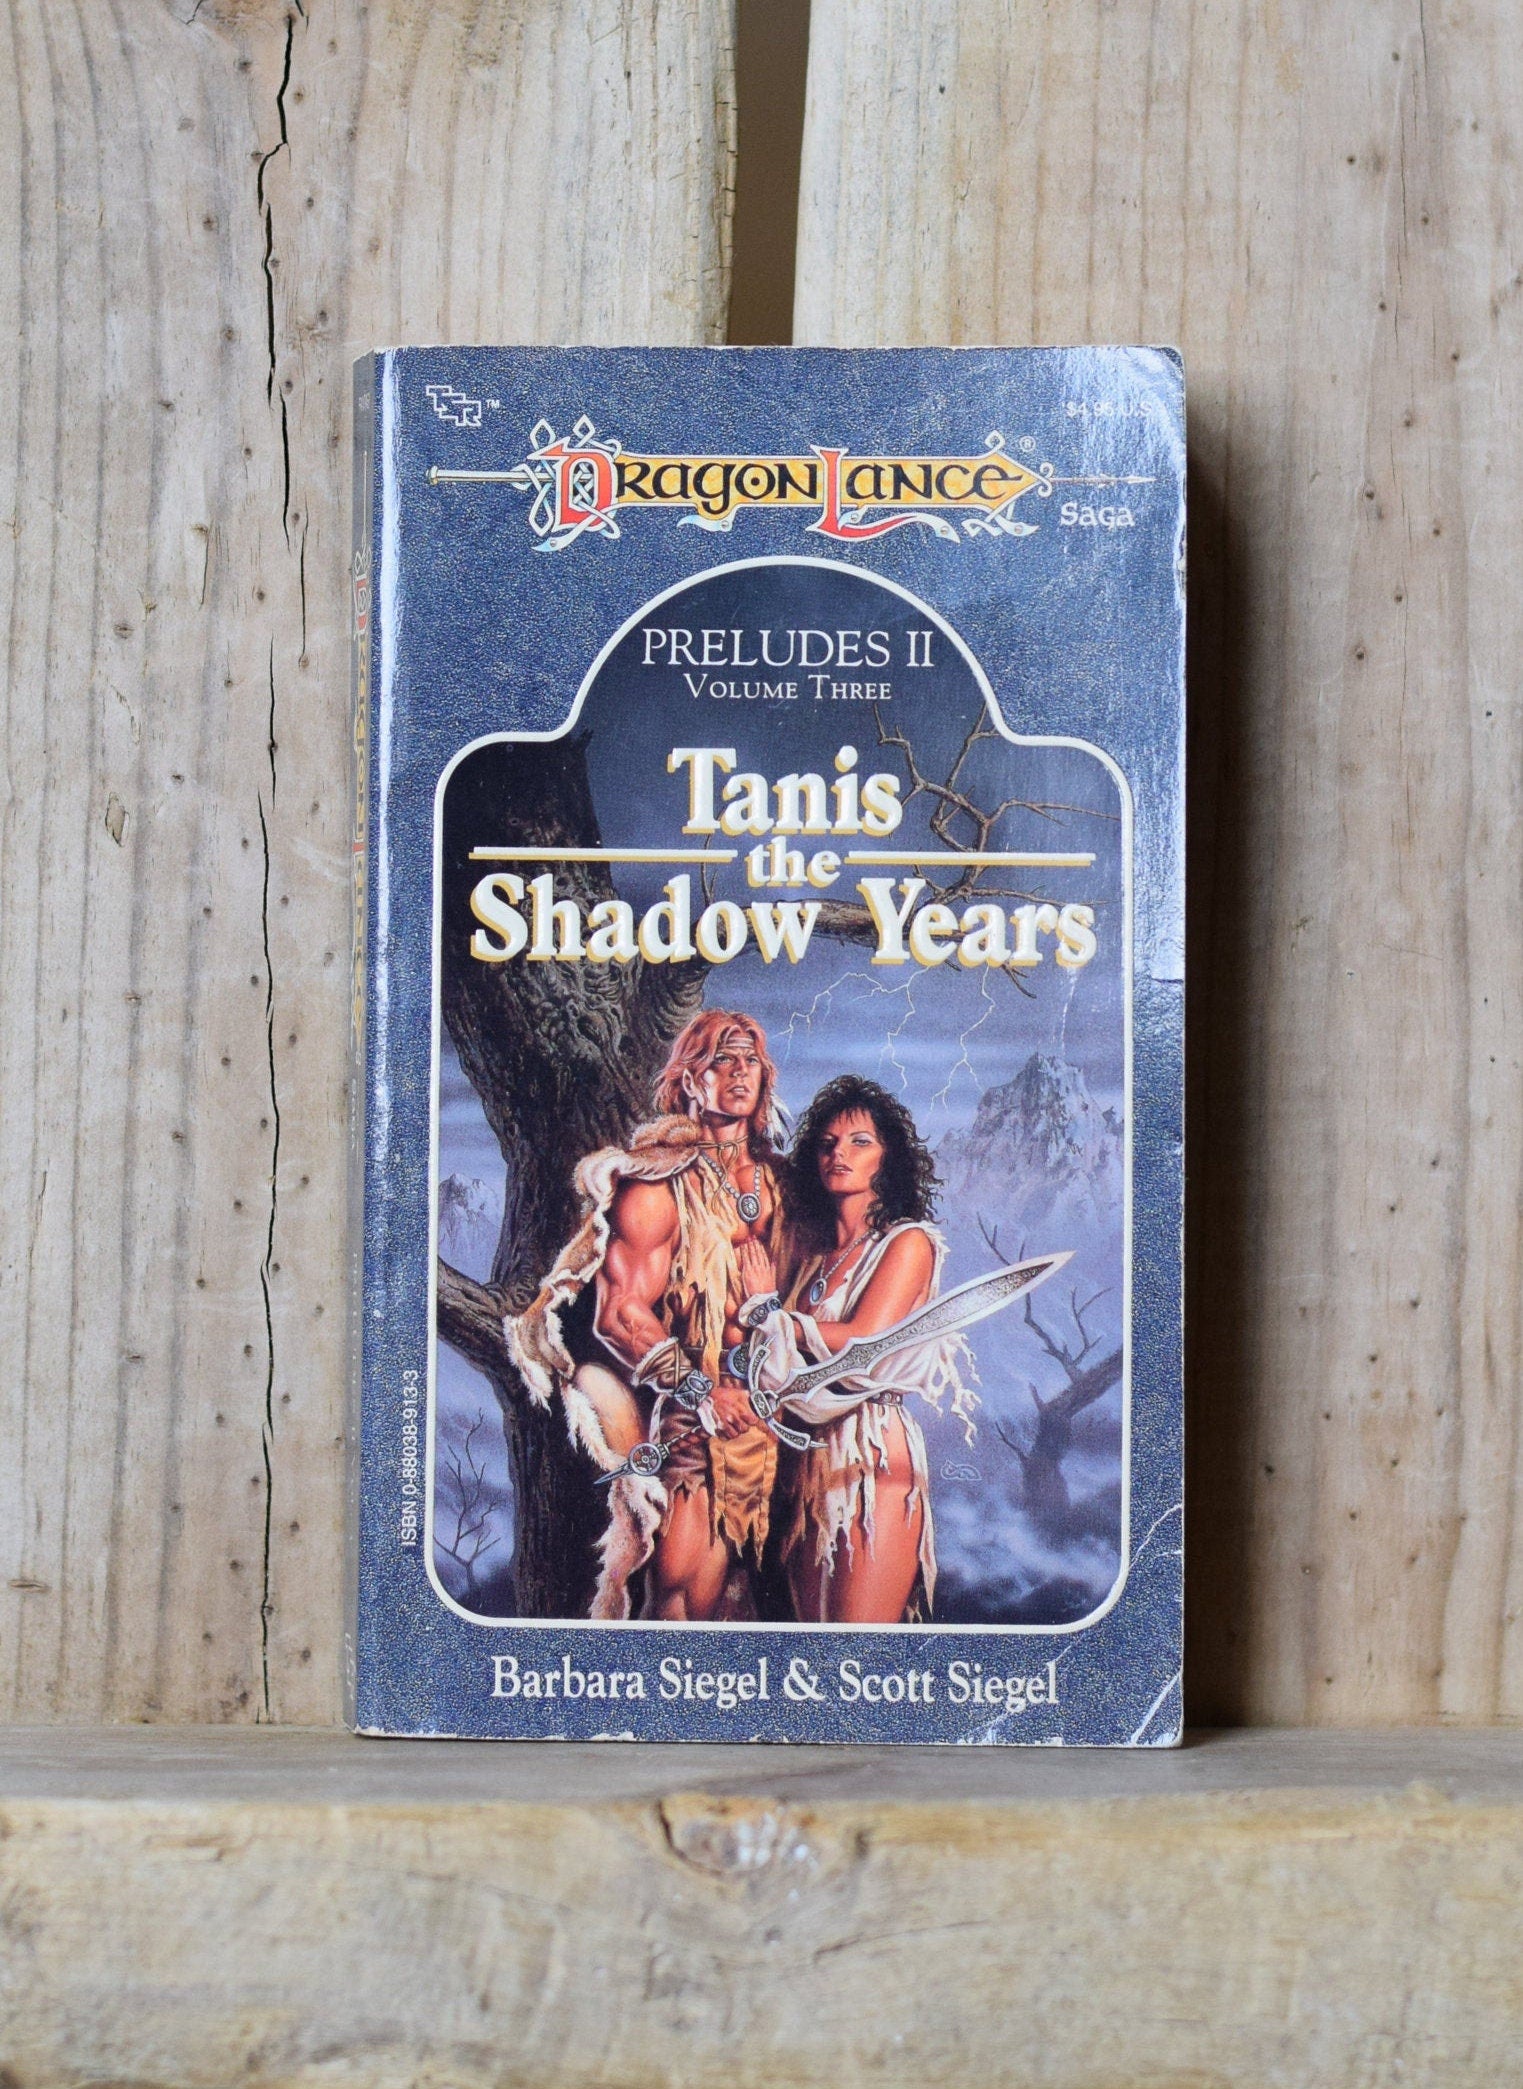 TSR™
$4.95 U.S.
DRAGONLANCE®
SAGA
PRELUDES II
VOLUME THREE
Tanis
the
Shadow Years
ISBN 0-88038-913-3
Barbara Siegel & Scott Siegel